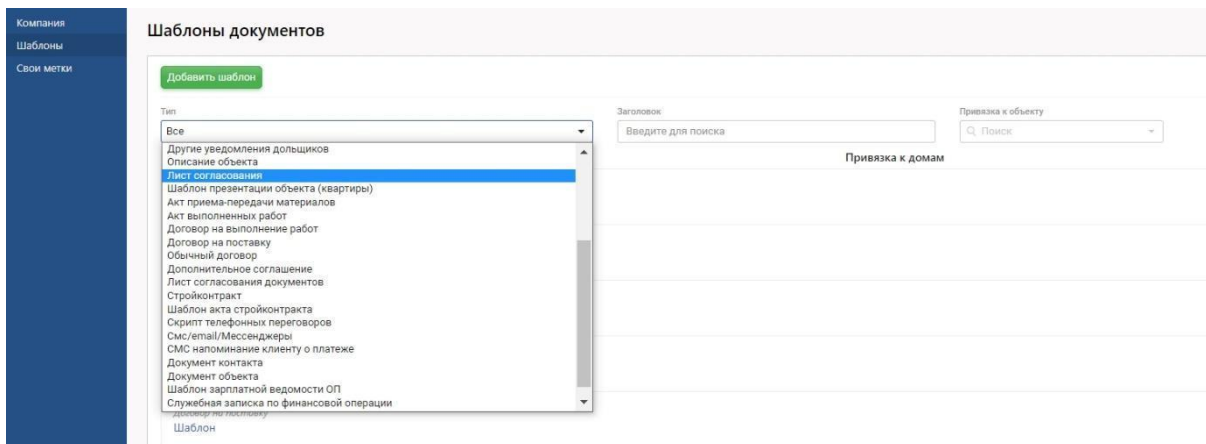 Компания
Шаблоны
Свои метки
Шаблоны документов
Добавить шаблон
Тип
Заголовок
Привязка к объекту
Все
Введите для поиска
Поиск
Привязка к домам
Другие уведомления дольщиков
Описание объекта
Лист согласования
Шаблон презентации объекта (квартиры)
Акт приема-передачи материалов
Акт выполненных работ
Договор на выполнение работ
Договор на поставку
Обычный договор
Дополнительное соглашение
Лист согласования документов
Стройконтракт
Шаблон акта стройконтракта
Скрипт телефонных переговоров
Смс/email/Мессенджеры
СМС напоминание клиенту о платеже
Документ контакта
Документ объекта
Шаблон зарплатной ведомости ОП
Служебная записка по финансовой операции
Договор на поставку
Шаблон